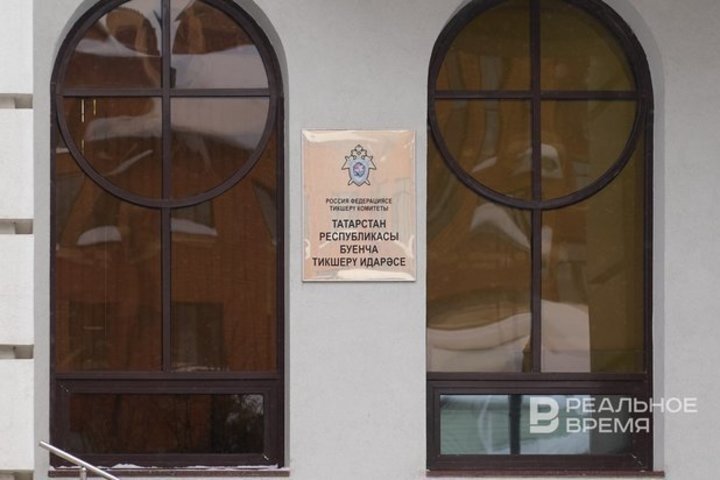 РОССИЯ ФЕДЕРАЦИЯСЕ
ТИКШЕРҮ КОМИТЕТЫ
ТАТАРСТАН
РЕСПУБЛИКАСЫ
БУЕНЧА
ТИКШЕРҮ ИДАРӘСЕ
РЕАЛЬНОЕ
ВРЕМЯ